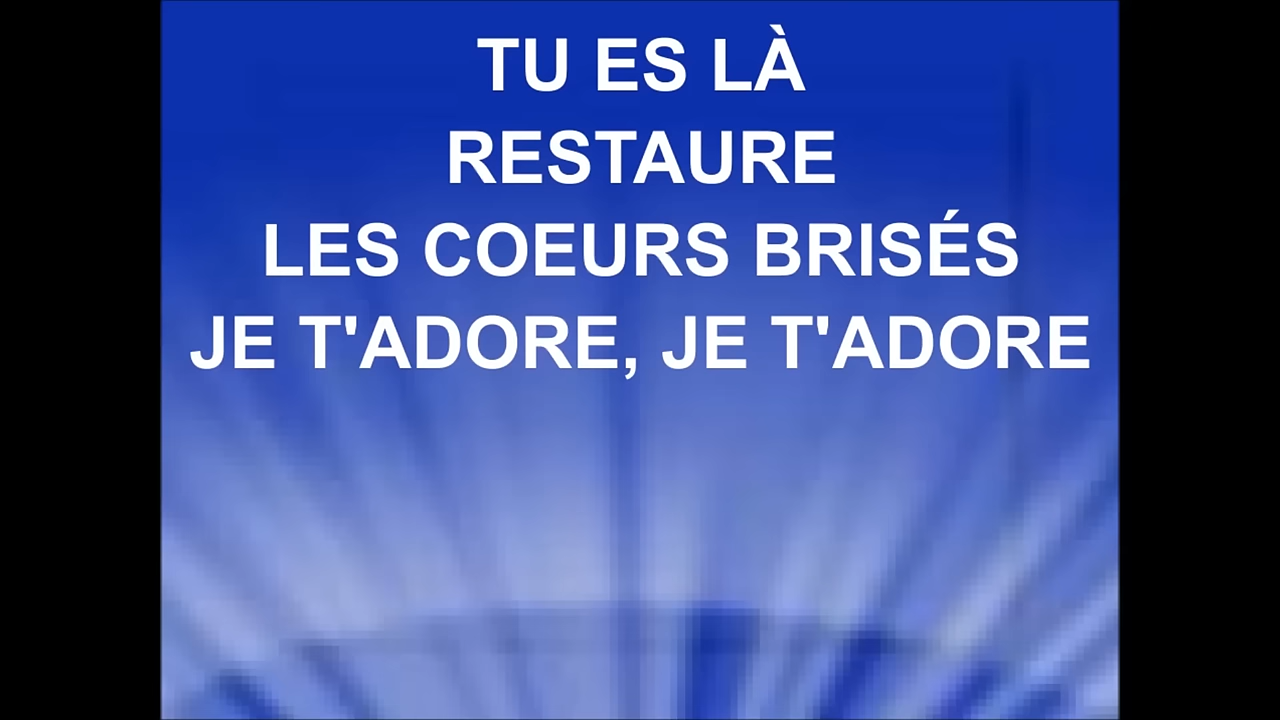 TU ES LÀ
RESTAURE
LES COEURS BRISÉS
JE T'ADORE, JE T'ADORE